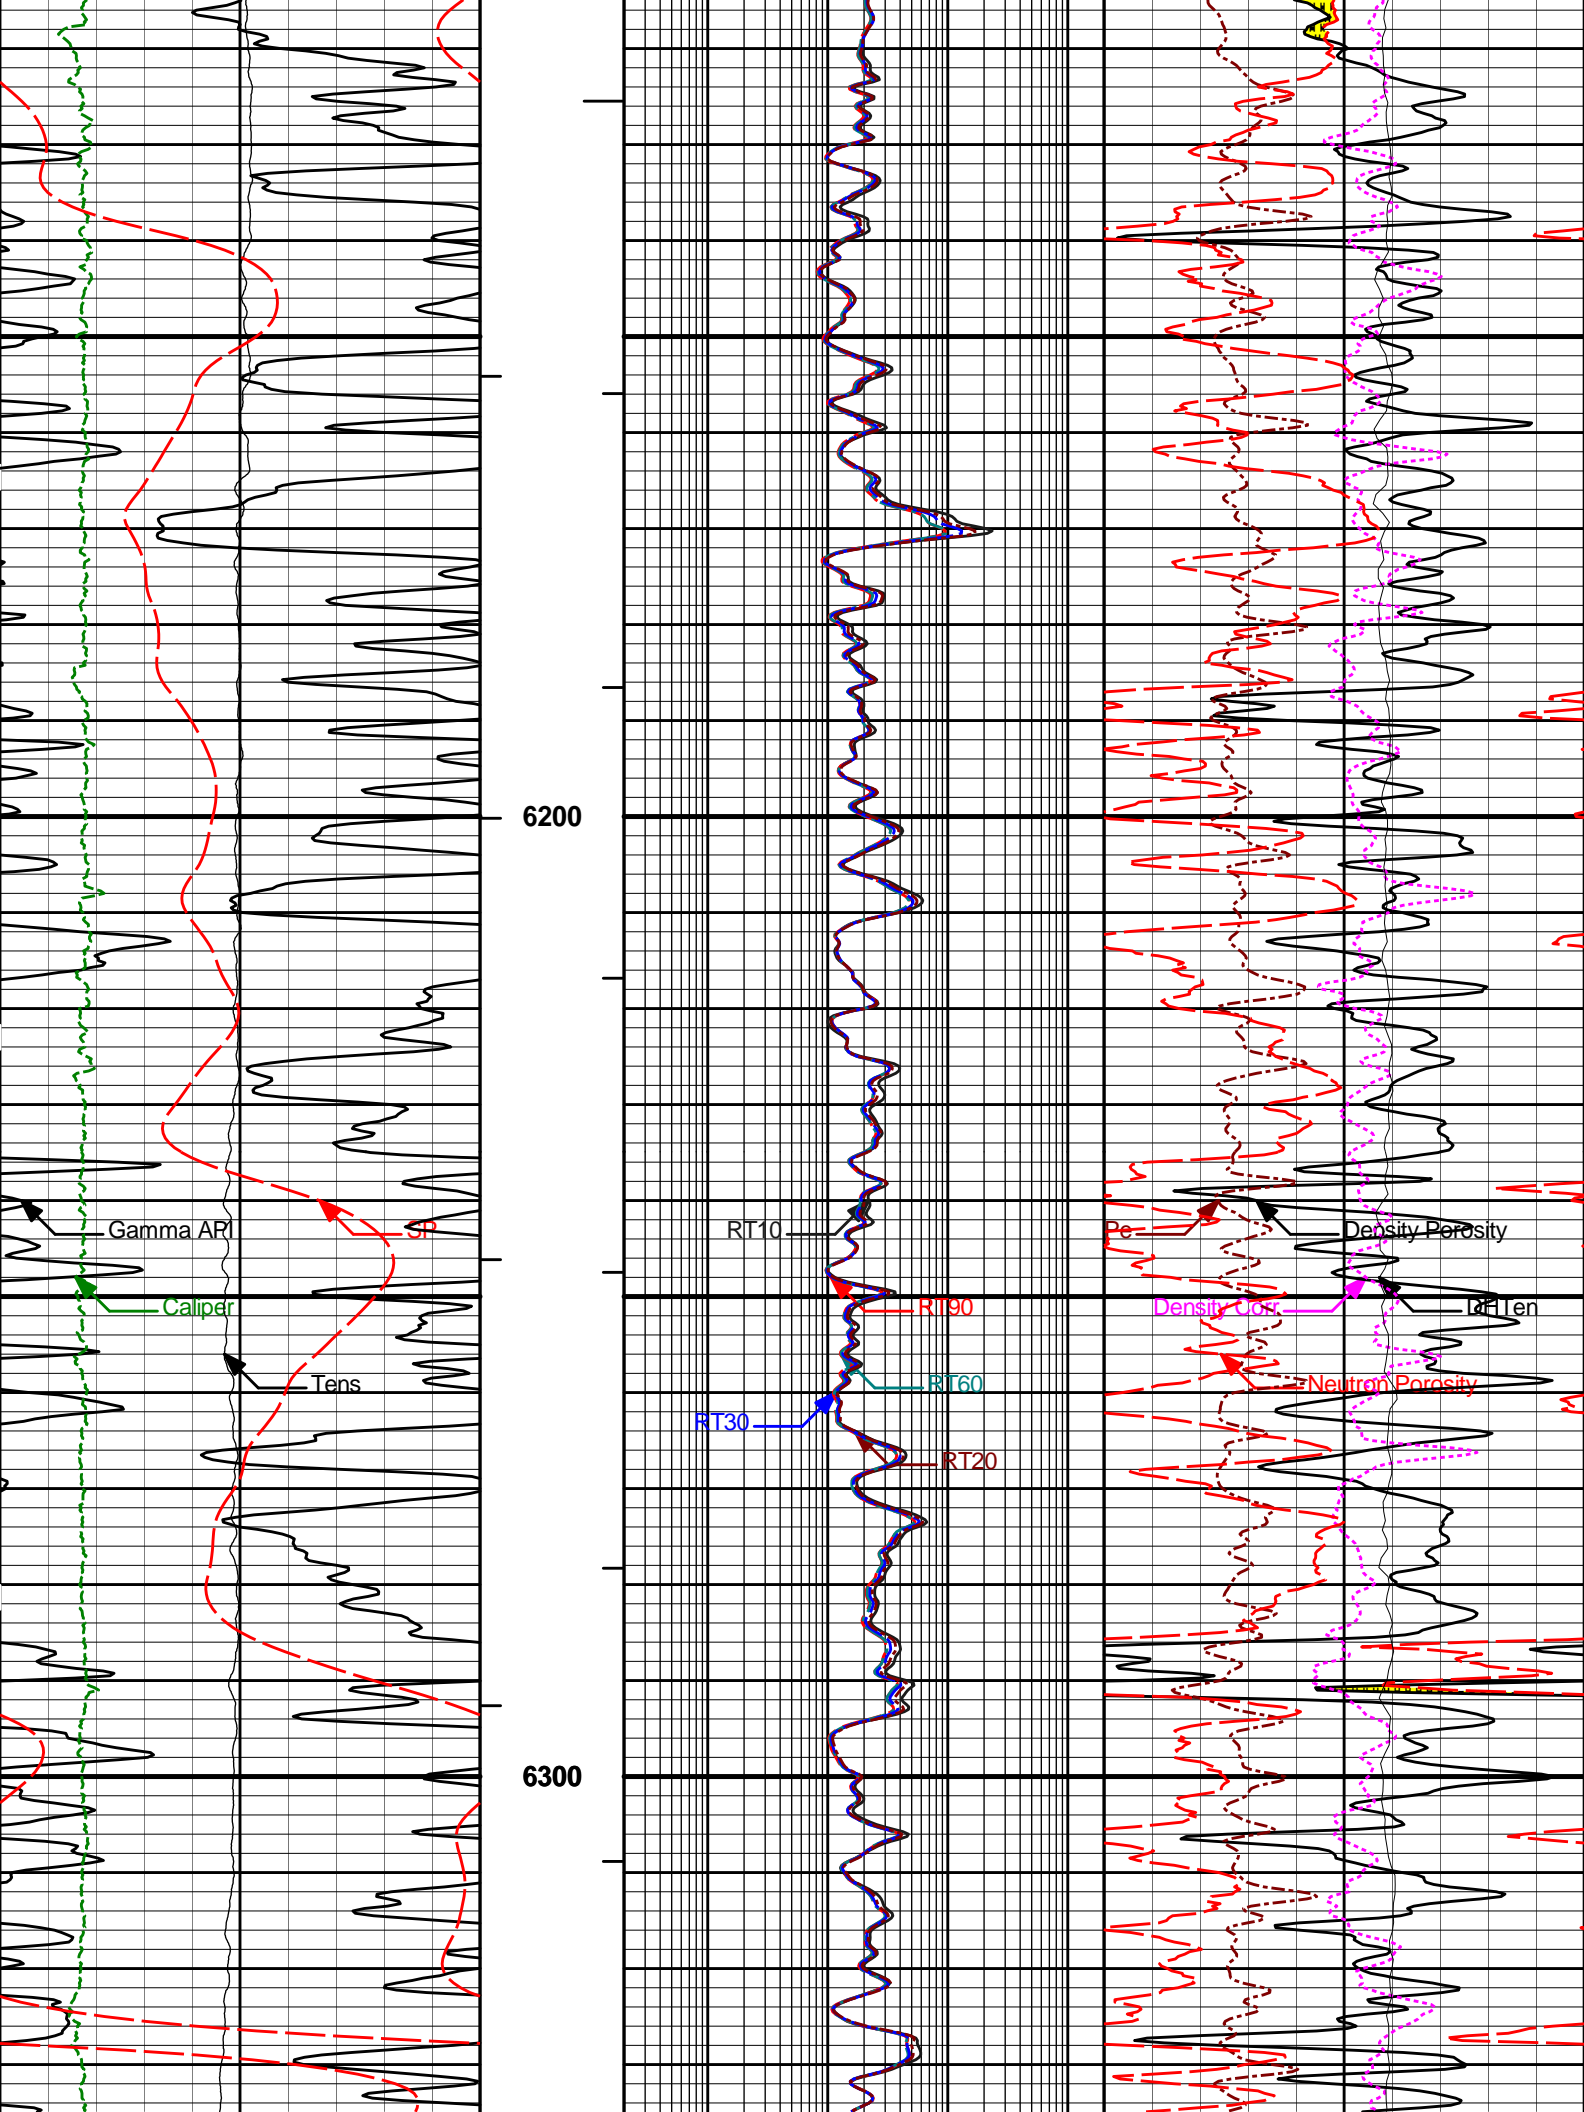 6200
Gamma API
SP
RT10
Pe
Density Porosity
Caliper
RT90
Density Corr
DHTen
Tens
RT60
Neutron Porosity
RT30
RT20
6300